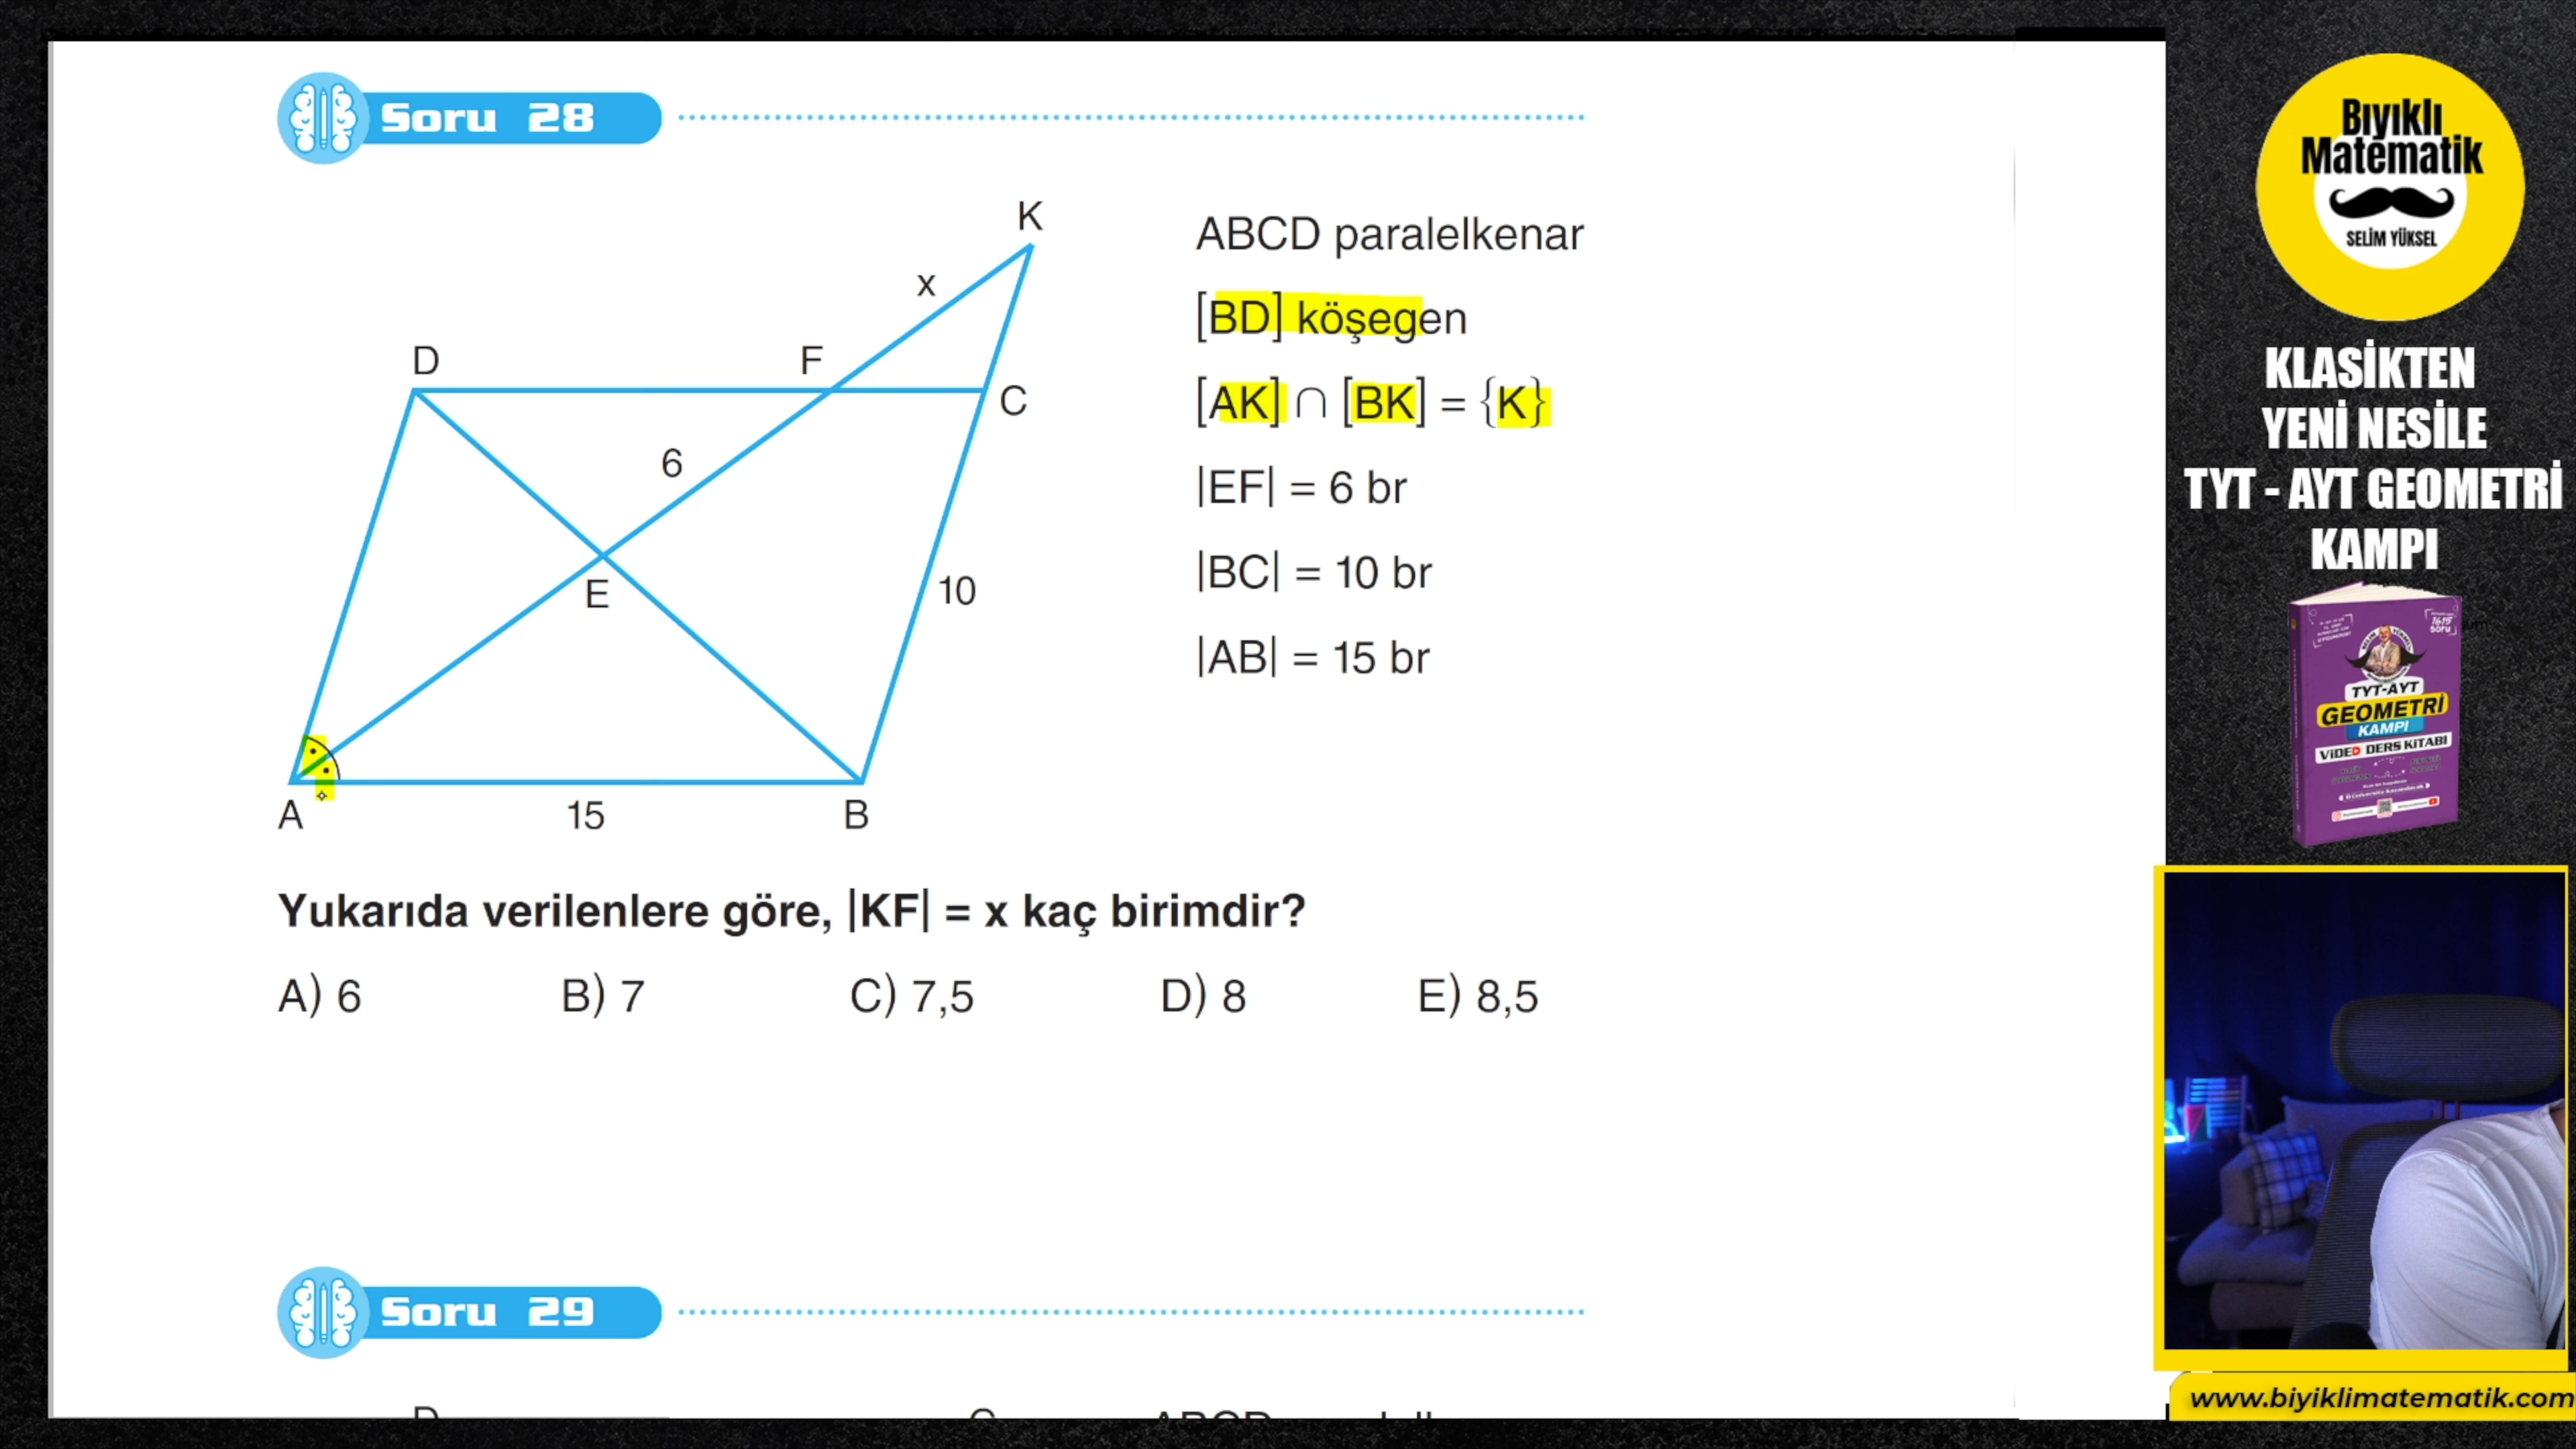 Soru 28
K
x
D
F
C
6
E
10
A
15
B
ABCD paralelkenar
[BD] köşegen
[AK] ∩ [BK] = {K}
|EF| = 6 br
|BC| = 10 br
|AB| = 15 br
Yukarıda verilenlere göre, |KF| = x kaç birimdir?
A) 6 B) 7 C) 7,5 D) 8 E) 8,5
Soru 29
Bıyıklı
Matematik
SELİM YÜKSEL
KLASİKTEN
YENİ NESİLE
TYT - AYT GEOMETRİ
KAMPI
1615
soru
TYT-AYT
GEOMETRİ
KAMPI
VİDEO DERS KİTABI
www.biyiklimatematik.com